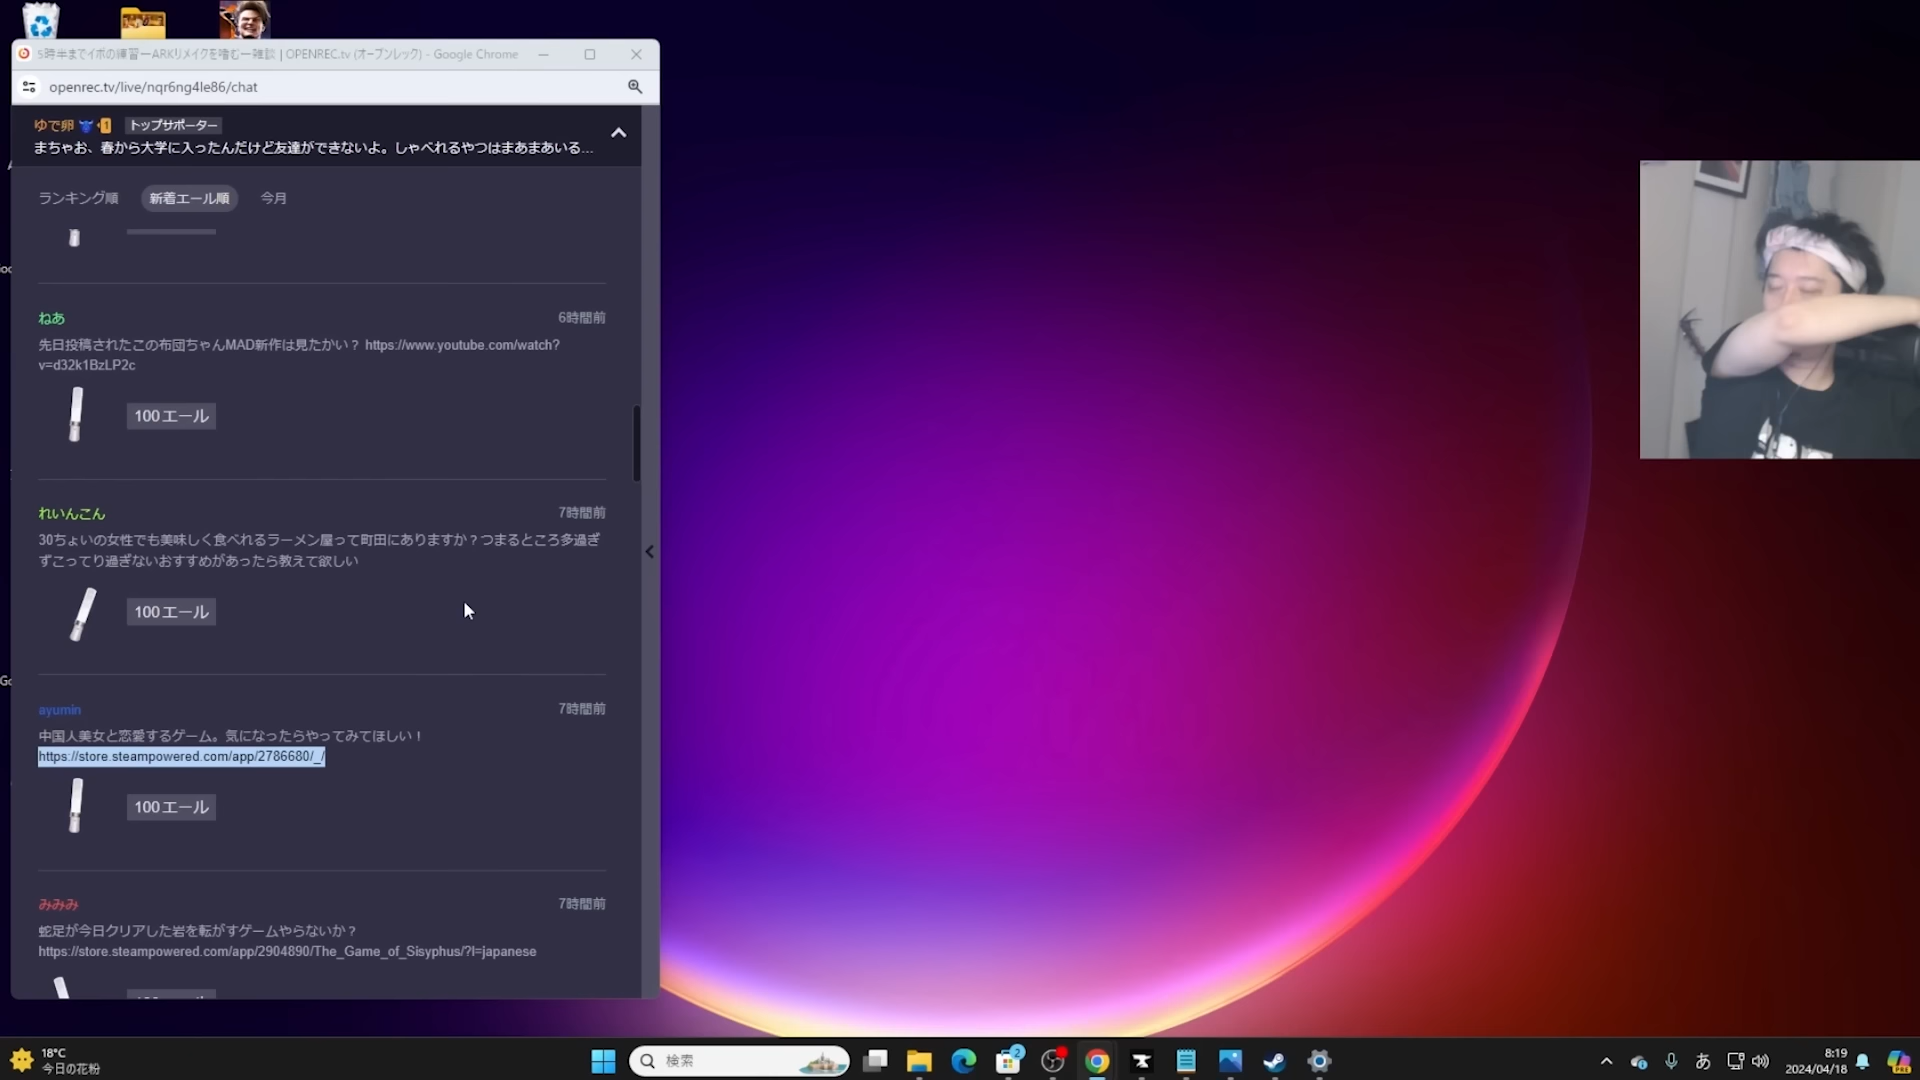 5時半までイボの練習ーARKリメイクを嗜むー雑談 | OPENREC.tv (オープンレック) - Google Chrome
openrec.tv/live/nqr6ng4le86/chat
ゆで卵 1 トップサポーター
まちゃお、春から大学に入ったんだけど友達ができないよ。しゃべれるやつはまあまあいる...
ランキング順 新着エール順 今月
ねあ 6時間前
先日投稿されたこの布団ちゃんMAD新作は見たかい？ https://www.youtube.com/watch?
v=d32k1BzLP2c
100エール
れいんこん 7時間前
30ちょいの女性でも美味しく食べれるラーメン屋って町田にありますか？つまるところ多過ぎ
ずこってり過ぎないおすすめがあったら教えて欲しい
100エール
ayumin 7時間前
中国人美女と恋愛するゲーム。気になったらやってみてほしい！
https://store.steampowered.com/app/2786680/_/
100エール
みみみ 7時間前
蛇足が今日クリアした岩を転がすゲームやらないか？
https://store.steampowered.com/app/2904890/The_Game_of_Sisyphus/?l=japanese
18°C
今日の花粉
検索
2
あ
8:19
2024/04/18
PRE